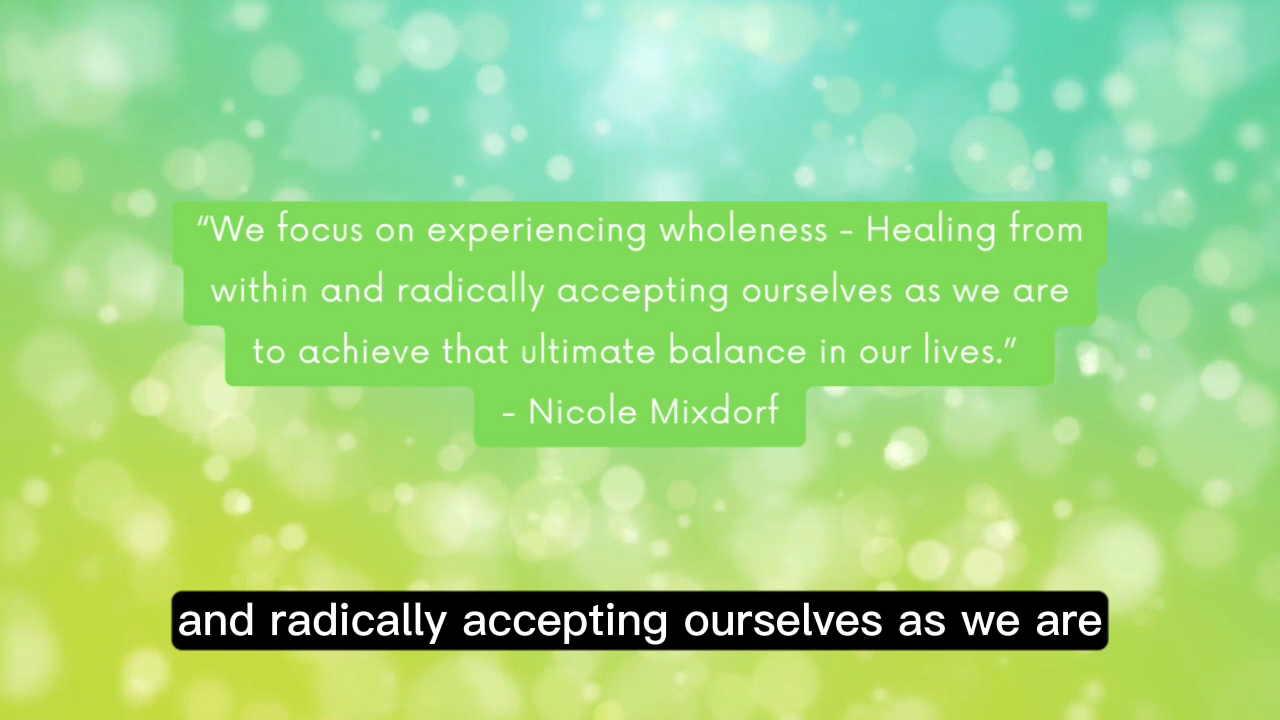 “We focus on experiencing wholeness - Healing from
within and radically accepting ourselves as we are
to achieve that ultimate balance in our lives.”
- Nicole Mixdorf
and radically accepting ourselves as we are